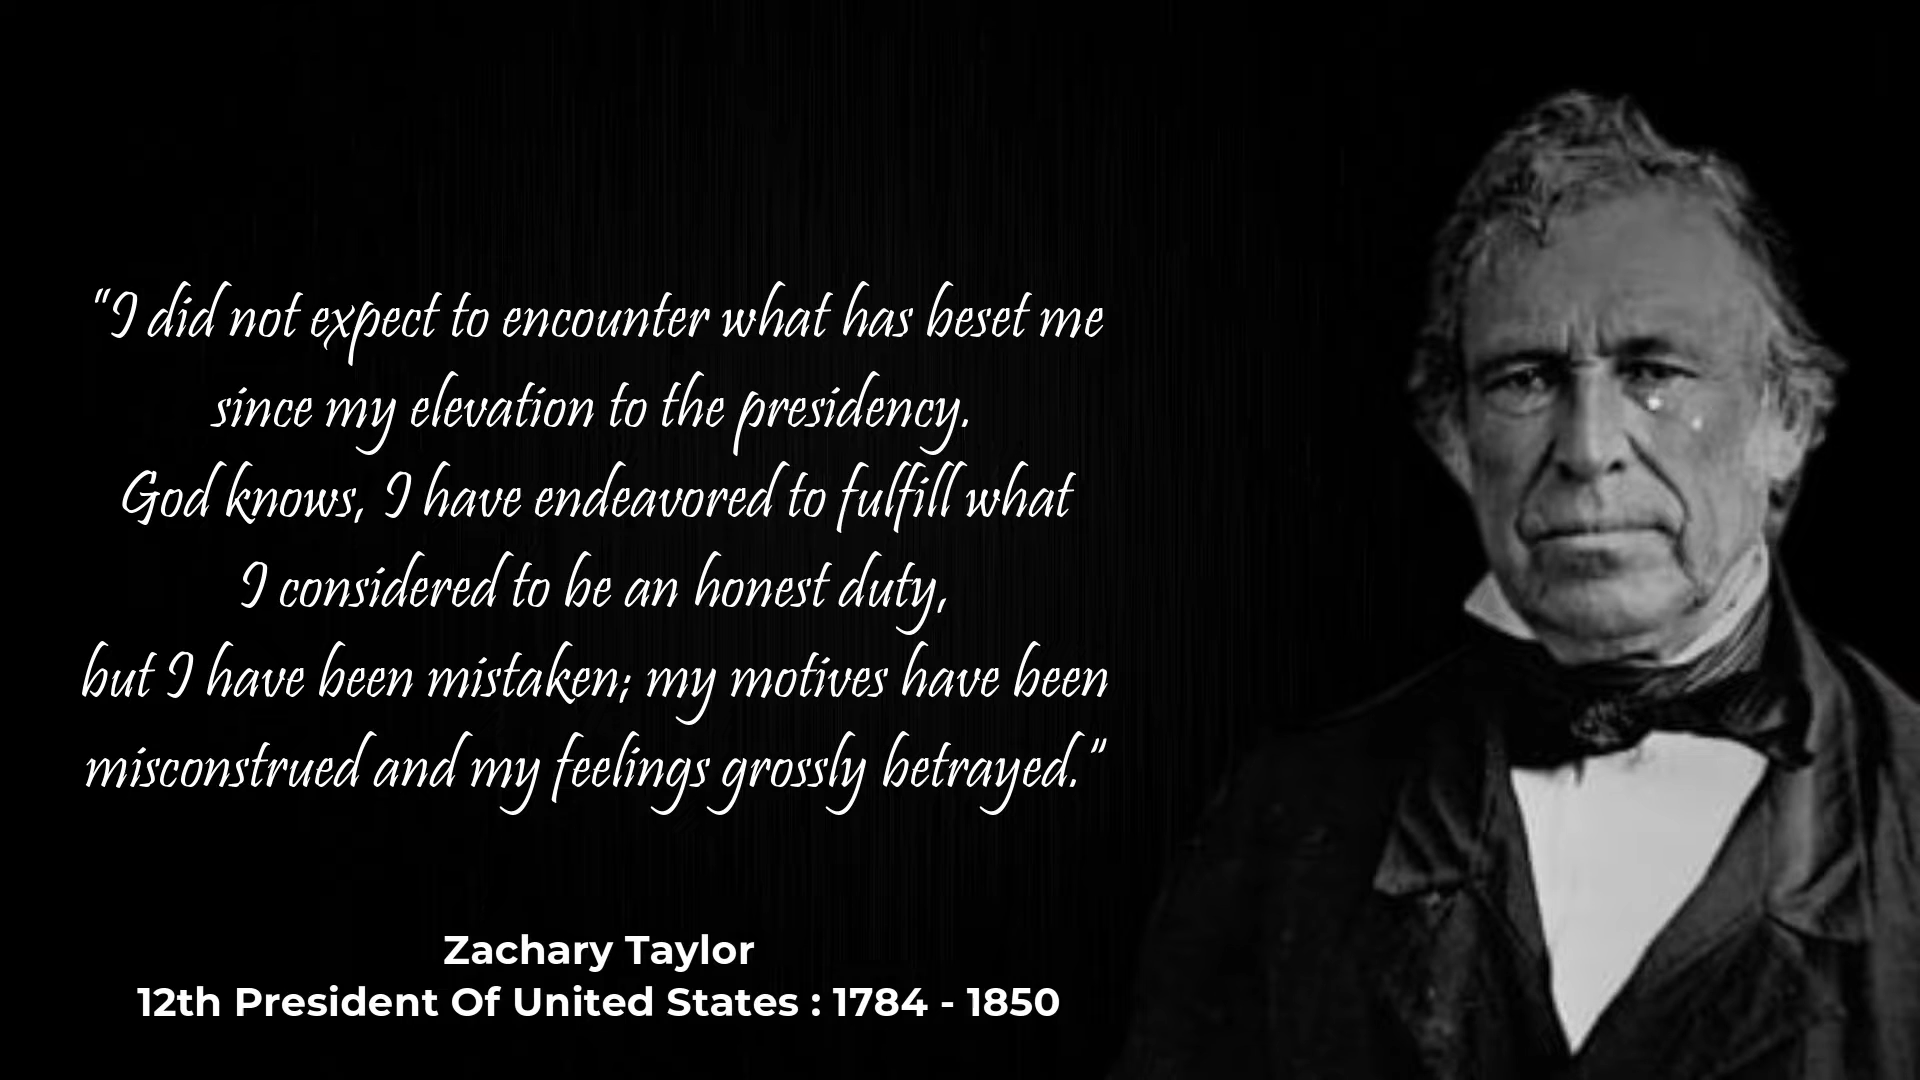 “I did not expect to encounter what has beset me
since my elevation to the presidency.
God knows, I have endeavored to fulfill what
I considered to be an honest duty,
but I have been mistaken; my motives have been
misconstrued and my feelings grossly betrayed.”
Zachary Taylor
12th President Of United States : 1784 - 1850